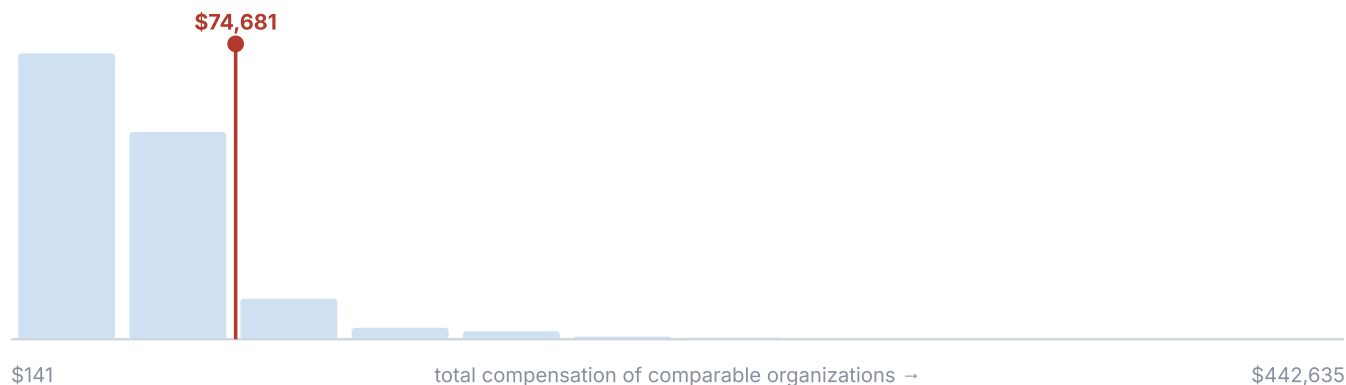 $74,681
$141 total compensation of comparable organizations → $442,635